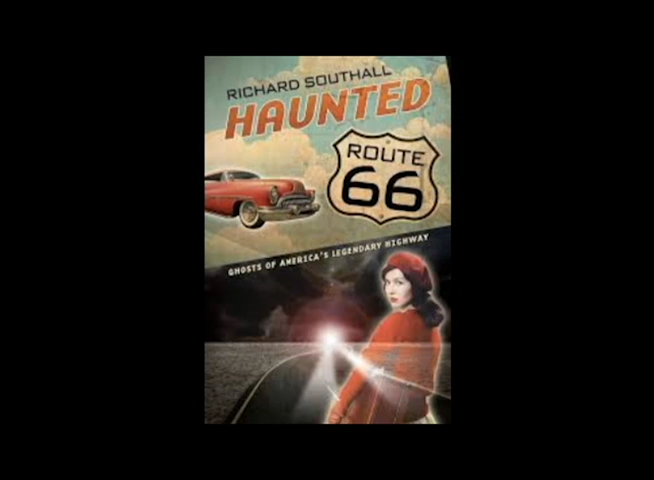 RICHARD SOUTHALL
HAUNTED
ROUTE
66
GHOSTS OF AMERICA'S LEGENDARY HIGHWAY